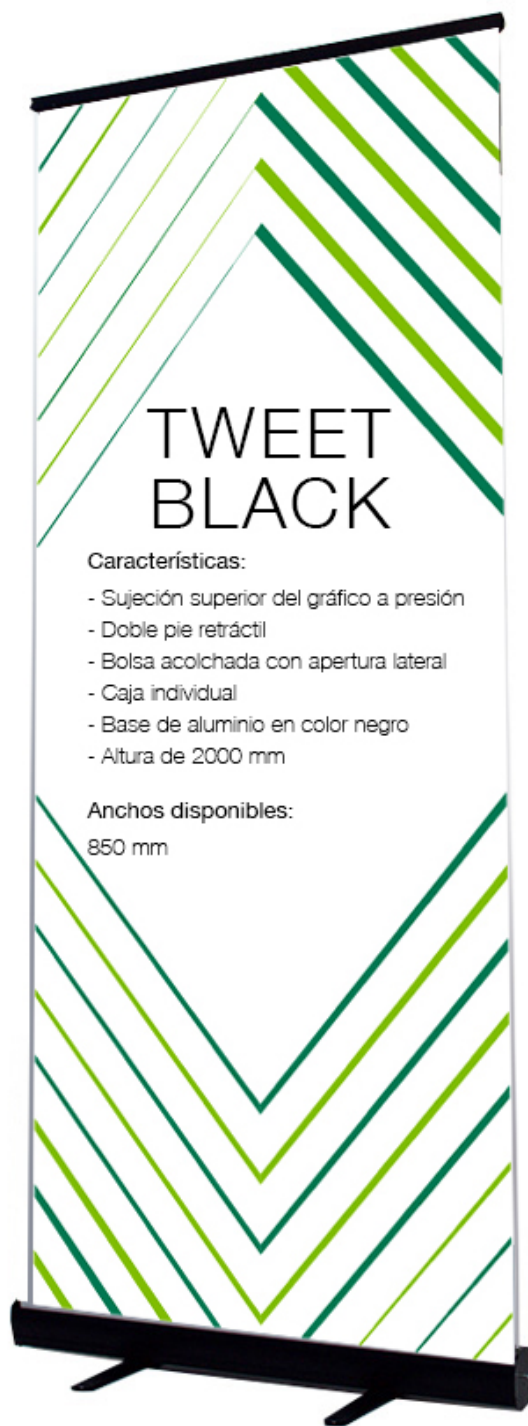 TWEET
BLACK
Características:
- Sujeción superior del gráfico a presión
- Doble pie retráctil
- Bolsa acolchada con apertura lateral
- Caja individual
- Base de aluminio en color negro
- Altura de 2000 mm
Anchos disponibles:
850 mm